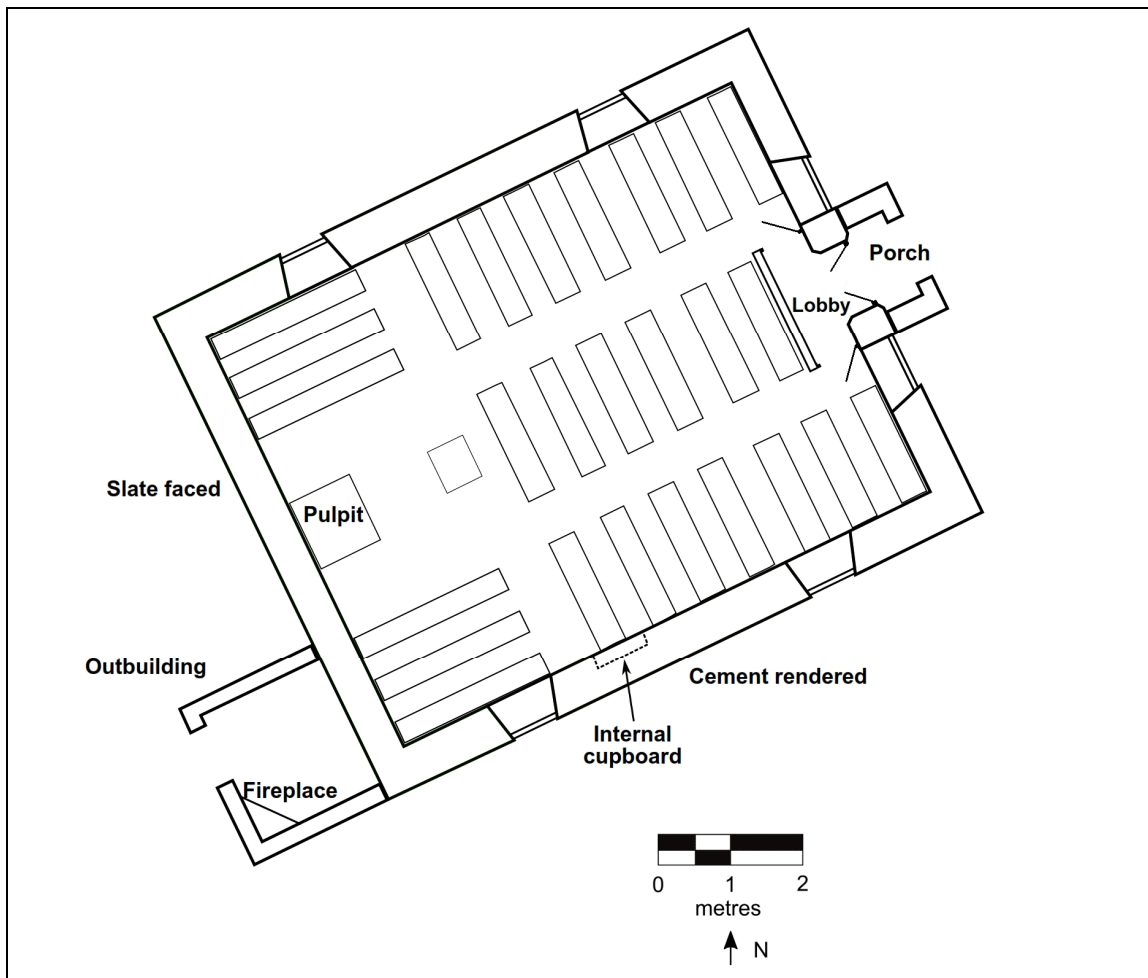 Porch
Lobby
Slate faced
Pulpit
Outbuilding
Cement rendered
Internal
cupboard
Fireplace
0 1 2
metres
N